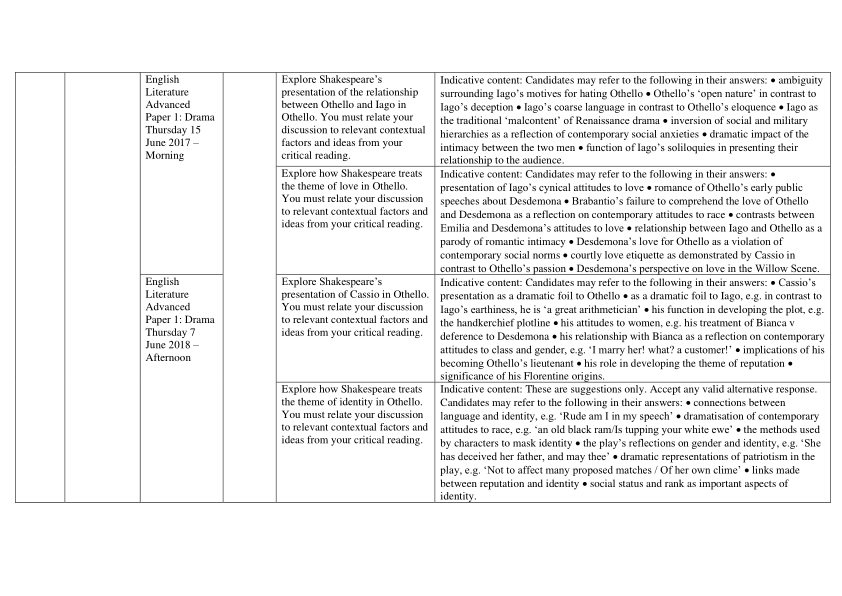 English
Literature
Advanced
Paper 1: Drama
Thursday 15
June 2017 –
Morning
Explore Shakespeare's
presentation of the relationship
between Othello and Iago in
Othello. You must relate your
discussion to relevant contextual
factors and ideas from your
critical reading.
Indicative content: Candidates may refer to the following in their answers: • ambiguity
surrounding Iago's motives for hating Othello • Othello's 'open nature' in contrast to
Iago's deception • Iago's coarse language in contrast to Othello's eloquence • Iago as
the traditional 'malcontent' of Renaissance drama • inversion of social and military
hierarchies as a reflection of contemporary social anxieties • dramatic impact of the
intimacy between the two men • function of Iago's soliloquies in presenting their
relationship to the audience.
Explore how Shakespeare treats
the theme of love in Othello.
You must relate your discussion
to relevant contextual factors and
ideas from your critical reading.
Indicative content: Candidates may refer to the following in their answers: •
presentation of Iago's cynical attitudes to love • romance of Othello's early public
speeches about Desdemona • Brabantio's failure to comprehend the love of Othello
and Desdemona as a reflection on contemporary attitudes to race • contrasts between
Emilia and Desdemona's attitudes to love • relationship between Iago and Othello as a
parody of romantic intimacy • Desdemona's love for Othello as a violation of
contemporary social norms • courtly love etiquette as demonstrated by Cassio in
contrast to Othello's passion • Desdemona's perspective on love in the Willow Scene.
English
Literature
Advanced
Paper 1: Drama
Thursday 7
June 2018 –
Afternoon
Explore Shakespeare's
presentation of Cassio in Othello.
You must relate your discussion
to relevant contextual factors and
ideas from your critical reading.
Indicative content: Candidates may refer to the following in their answers: • Cassio's
presentation as a dramatic foil to Othello • as a dramatic foil to Iago, e.g. in contrast to
Iago's earthiness, he is 'a great arithmetician' • his function in developing the plot, e.g.
the handkerchief plotline • his attitudes to women, e.g. his treatment of Bianca v
deference to Desdemona • his relationship with Bianca as a reflection on contemporary
attitudes to class and gender, e.g. 'I marry her! what? a customer!' • implications of his
becoming Othello's lieutenant • his role in developing the theme of reputation •
significance of his Florentine origins.
Explore how Shakespeare treats
the theme of identity in Othello.
You must relate your discussion
to relevant contextual factors and
ideas from your critical reading.
Indicative content: These are suggestions only. Accept any valid alternative response.
Candidates may refer to the following in their answers: • connections between
language and identity, e.g. 'Rude am I in my speech' • dramatisation of contemporary
attitudes to race, e.g. 'an old black ram/Is tupping your white ewe' • the methods used
by characters to mask identity • the play's reflections on gender and identity, e.g. 'She
has deceived her father, and may thee' • dramatic representations of patriotism in the
play, e.g. 'Not to affect many proposed matches / Of her own clime' • links made
between reputation and identity • social status and rank as important aspects of
identity.